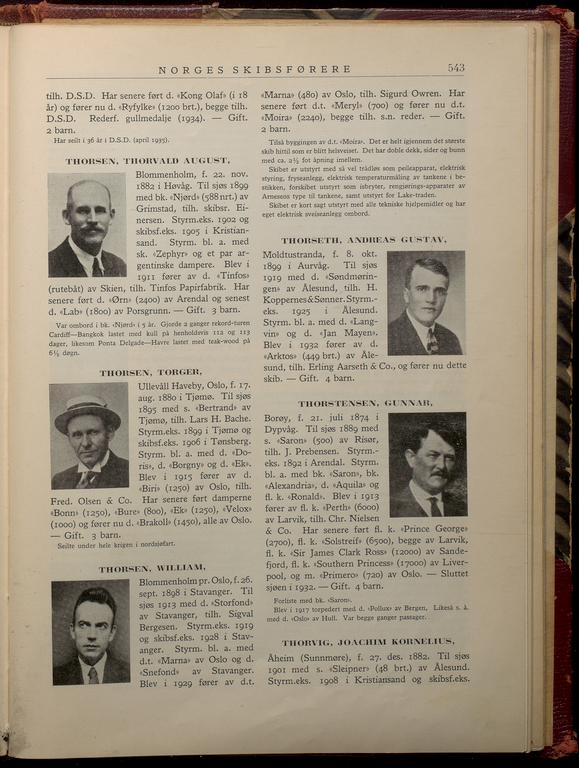 NORGES SKIBSFØRERE
543
tilh. D.S.D. Har senere ført d. «Kong Olaf» (i 18
år) og fører nu d. «Ryfylke» (1200 brt.), begge tilh.
D.S.D. Rederf. gullmedalje (1934). — Gift.
2 barn.
Har seilt i 36 år i D.S.D. (april 1935).
THORSEN, THORVALD AUGUST,
Blommenholm, f. 22. nov.
1882 i Høvåg. Til sjøs 1899
med bk. «Njørd» (588 nrt.) av
Grimstad, tilh. skibsr. Ei-
nersen. Styrm.eks. 1902 og
skibsf.eks. 1905 i Kristian-
sand. Styrm. bl. a. med
sk. «Zephyr» og et par ar-
gentinske dampere. Blev i
1911 fører av d. «Tinfos»
(rutebåt) av Skien, tilh. Tinfos Papirfabrik. Har
senere ført d. «Ørn» (2400) av Arendal og senest
d. «Lab» (1800) av Porsgrunn. — Gift. 3 barn.
Var ombord i bk. «Njørd» i 5 år. Gjorde 2 ganger rekord-turen
Cardiff—Bangkok lastet med kull på henholdsvis 112 og 113
dager, likesom Ponta Delgade—Havre lastet med teak-wood på
6½ døgn.
THORSEN, TORGER,
Ullevåll Haveby, Oslo, f. 17.
aug. 1880 i Tjømø. Til sjøs
1895 med s. «Bertrand» av
Tjømø, tilh. Lars H. Bache.
Styrm.eks. 1899 i Tjømø og
skibsf.eks. 1906 i Tønsberg.
Styrm. bl. a. med d. «Do-
ris», d. «Borgny» og d. «Ek».
Blev i 1915 fører av d.
«Biri» (1250) av Oslo, tilh.
Fred. Olsen & Co. Har senere ført damperne
«Bonn» (1250), «Bure» (800), «Ek» (1250), «Velox»
(1000) og fører nu d. «Brakoll» (1450), alle av Oslo.
— Gift. 3 barn.
Seilte under hele krigen i nordsjøfart.
THORSEN, WILLIAM,
Blommenholm pr. Oslo, f. 26.
sept. 1898 i Stavanger. Til
sjøs 1913 med d. «Storfond»
av Stavanger, tilh. Sigval
Bergesen. Styrm.eks. 1919
og skibsf.eks. 1928 i Stav-
anger. Styrm. bl. a. med
d.t. «Marna» av Oslo og d.
«Snefond» av Stavanger.
Blev i 1929 fører av d.t.
«Marna» (480) av Oslo, tilh. Sigurd Owren. Har
senere ført d.t. «Meryl» (700) og fører nu d.t.
«Moira» (2240), begge tilh. s.n. reder. — Gift.
2 barn.
Tilså byggingen av d.t. «Moira». Det er helt igjennem det største
skib hittil som er blitt helsveiset. Det har doble dekk, sider og bunn
med ca. 2½ fot åpning imellem.
Skibet er utstyrt med så vel trådløs som peileapparat, elektrisk
styring, fryseanlegg, elektrisk temperaturmåling av tankene i be-
stikken, forskibet utstyrt som isbryter, rengjørings-apparater av
Arnessens type til tankene, samt utstyrt for Lake-traden.
Skibet er kort sagt utstyrt med alle tekniske hjelpemidler og har
eget elektrisk sveiseanlegg ombord.
THORSETH, ANDREAS GUSTAV,
Moldtustranda, f. 8. okt.
1899 i Aurvåg. Til sjøs
1919 med d. «Søndmørin-
gen» av Ålesund, tilh. H.
Koppernes & Sønner. Styrm.-
eks. 1925 i Ålesund.
Styrm. bl. a. med d. «Lang-
vin» og d. «Jan Mayen».
Blev i 1932 fører av d.
«Arktos» (449 brt.) av Åle-
sund, tilh. Erling Aarseth & Co., og fører nu dette
skib. — Gift. 4 barn.
THORSTENSEN, GUNNAR,
Borøy, f. 21. juli 1874 i
Dypvåg. Til sjøs 1889 med
s. «Saron» (500) av Risør,
tilh. J. Prebensen. Styrm.-
eks. 1892 i Arendal. Styrm.
bl. a. med bk. «Saron», bk.
«Alexandria», d. «Aquila» og
fl. k. «Ronald». Blev i 1913
fører av fl. k. «Perth» (6000)
av Larvik, tilh. Chr. Nielsen
& Co. Har senere ført fl. k. «Prince George»
(2700), fl. k. «Solstreif» (6500), begge av Larvik,
fl. k. «Sir James Clark Ross» (12000) av Sande-
fjord, fl. k. «Southern Princess» (17000) av Liver-
pool, og m. «Primero» (720) av Oslo. — Sluttet
sjøen i 1932. — Gift. 4 barn.
Forliste med bk. «Saron».
Blev i 1917 torpedert med d. «Pollux» av Bergen. Likeså s. å.
med d. «Oslo» av Hull. Var begge ganger passager.
THORVIG, JOACHIM KORNELIUS,
Åheim (Sunnmøre), f. 27. des. 1882. Til sjøs
1901 med s. «Sleipner» (48 brt.) av Ålesund.
Styrm.eks. 1908 i Kristiansand og skibsf.eks.